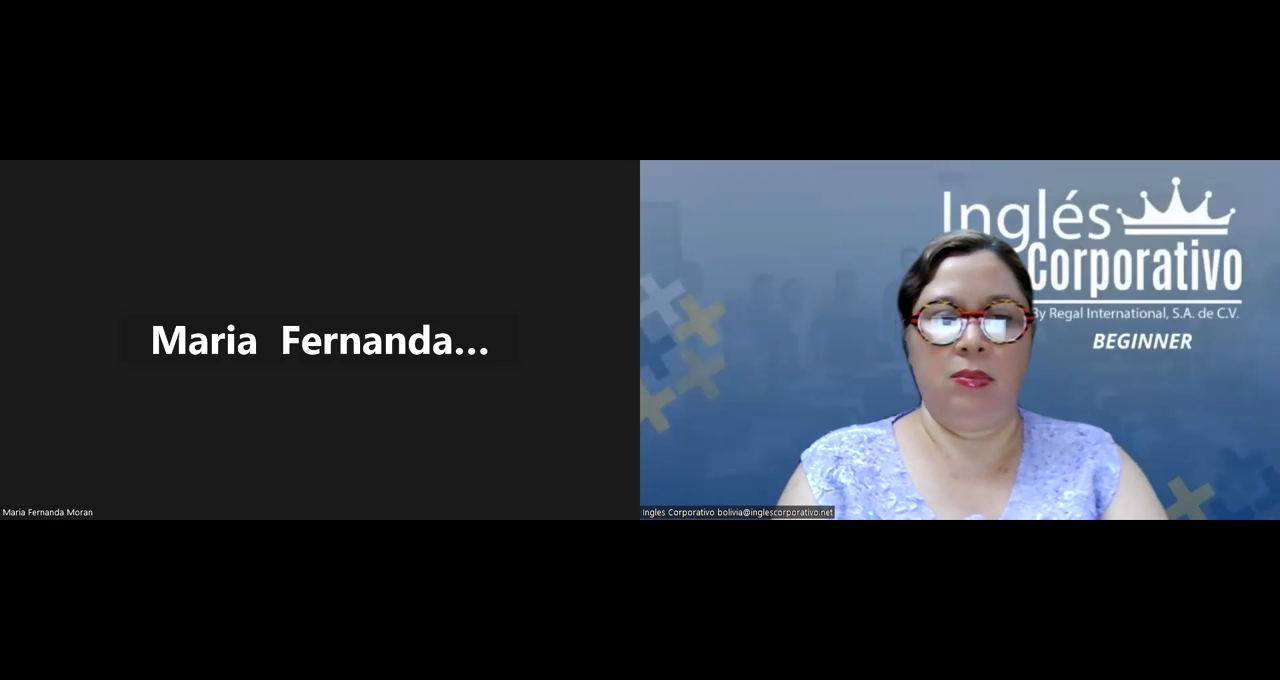 Maria Fernanda...
Maria Fernanda Moran
Inglés
Corporativo
By Regal International, S.A. de C.V.
BEGINNER
Ingles Corporativo bolivia@inglescorporativo.net